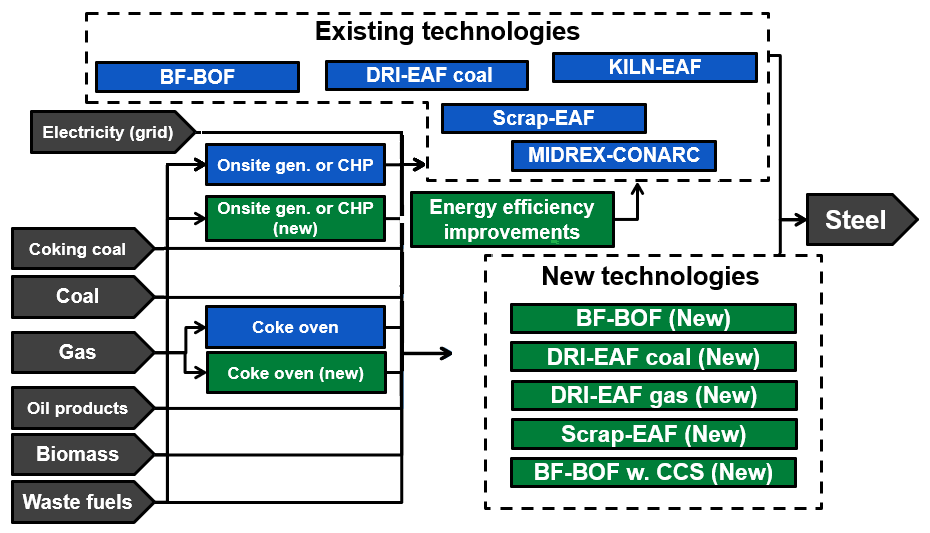 Existing technologies
BF-BOF
DRI-EAF coal
KILN-EAF
Scrap-EAF
MIDREX-CONARC
Electricity (grid)
Onsite gen. or CHP
Onsite gen. or CHP
(new)
Energy efficiency
improvements
Steel
Coking coal
Coal
Gas
Oil products
Biomass
Waste fuels
Coke oven
Coke oven (new)
New technologies
BF-BOF (New)
DRI-EAF coal (New)
DRI-EAF gas (New)
Scrap-EAF (New)
BF-BOF w. CCS (New)